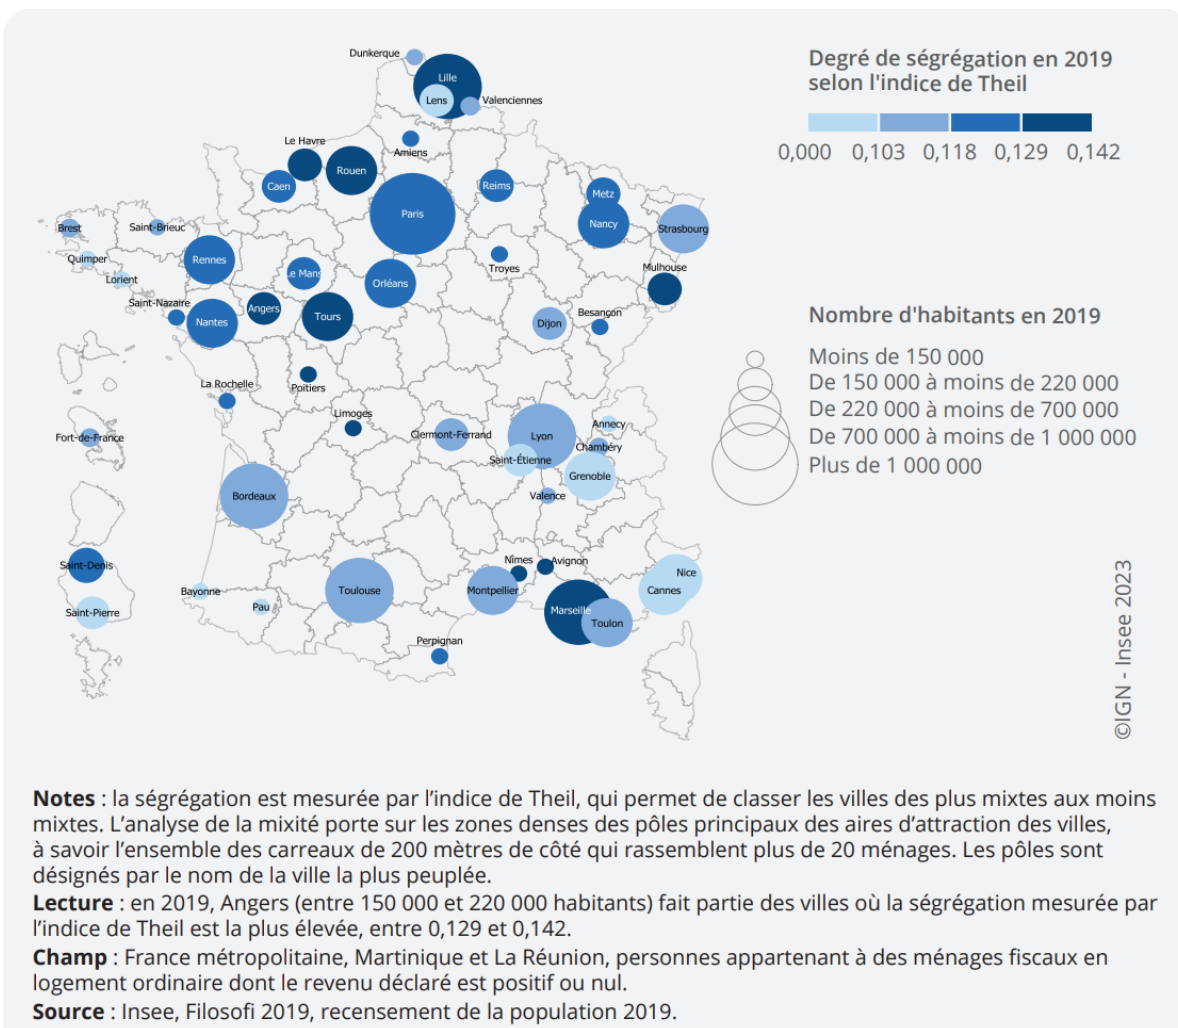 Dunkerque
Lille
Lens
Valenciennes
Le Havre
Amiens
Rouen
Caen
Reims
Metz
Paris
Nancy
Strasbourg
Brest
Saint-Brieuc
Quimper
Rennes
Troyes
Mulhouse
Lorient
Le Mans
Orléans
Saint-Nazaire
Angers
Tours
Nantes
Dijon
Besançon
La Rochelle
Poitiers
Limoges
Fort-de-France
Clermont-Ferrand
Lyon
Annecy
Chambéry
Saint-Étienne
Grenoble
Bordeaux
Valence
Saint-Denis
Nîmes
Avignon
Nice
Bayonne
Toulouse
Montpellier
Cannes
Saint-Pierre
Pau
Marseille
Toulon
Perpignan
Degré de ségrégation en 2019
selon l'indice de Theil
0,000 0,103 0,118 0,129 0,142
Nombre d'habitants en 2019
Moins de 150 000
De 150 000 à moins de 220 000
De 220 000 à moins de 700 000
De 700 000 à moins de 1 000 000
Plus de 1 000 000
©IGN - Insee 2023
Notes : la ségrégation est mesurée par l’indice de Theil, qui permet de classer les villes des plus mixtes aux moins
mixtes. L’analyse de la mixité porte sur les zones denses des pôles principaux des aires d’attraction des villes,
à savoir l’ensemble des carreaux de 200 mètres de côté qui rassemblent plus de 20 ménages. Les pôles sont
désignés par le nom de la ville la plus peuplée.
Lecture : en 2019, Angers (entre 150 000 et 220 000 habitants) fait partie des villes où la ségrégation mesurée par
l’indice de Theil est la plus élevée, entre 0,129 et 0,142.
Champ : France métropolitaine, Martinique et La Réunion, personnes appartenant à des ménages fiscaux en
logement ordinaire dont le revenu déclaré est positif ou nul.
Source : Insee, Filosofi 2019, recensement de la population 2019.